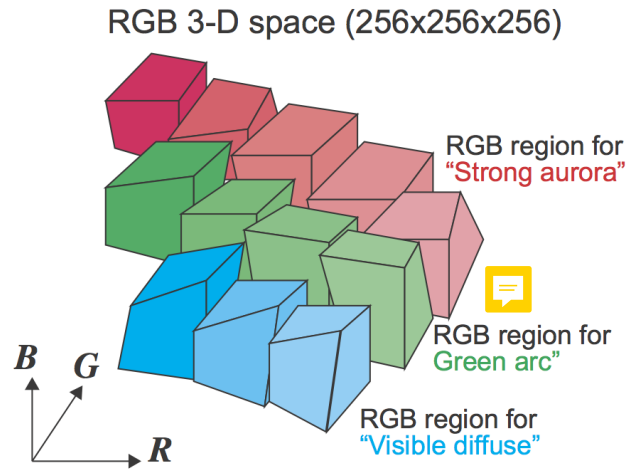 RGB 3-D space (256x256x256)
RGB region for
“Strong aurora”
RGB region for
Green arc”
RGB region for
“Visible diffuse”
B
G
R